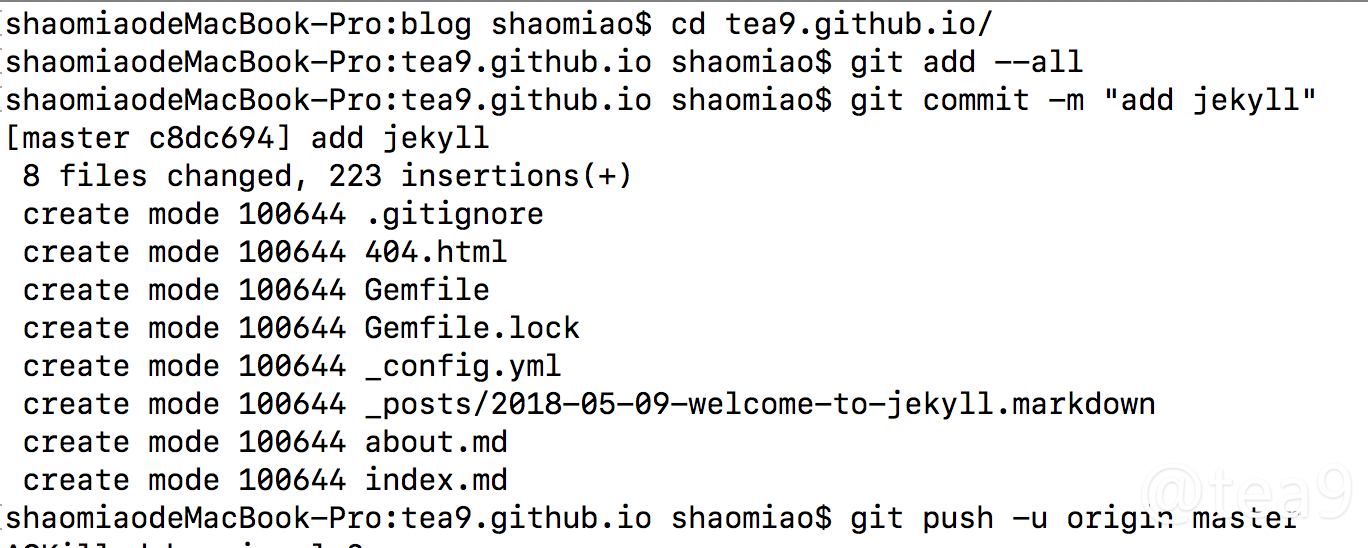 shaomiaodeMacBook-Pro:blog shaomiao$ cd tea9.github.io/
shaomiaodeMacBook-Pro:tea9.github.io shaomiao$ git add --all
shaomiaodeMacBook-Pro:tea9.github.io shaomiao$ git commit -m "add jekyll"
[master c8dc694] add jekyll
 8 files changed, 223 insertions(+)
 create mode 100644 .gitignore
 create mode 100644 404.html
 create mode 100644 Gemfile
 create mode 100644 Gemfile.lock
 create mode 100644 _config.yml
 create mode 100644 _posts/2018-05-09-welcome-to-jekyll.markdown
 create mode 100644 about.md
 create mode 100644 index.md
shaomiaodeMacBook-Pro:tea9.github.io shaomiao$ git push -u origin master
@tea9